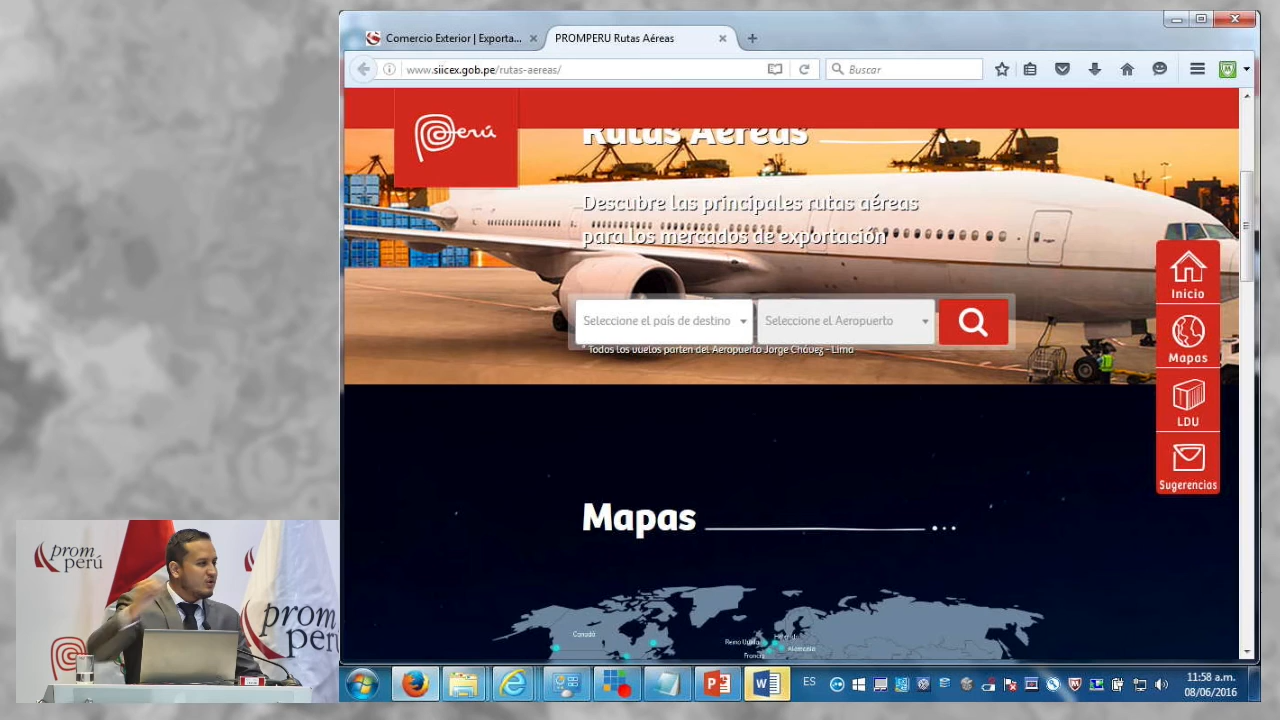 Comercio Exterior | Exporta...
PROMPERU Rutas Aéreas
www.siicex.gob.pe/rutas-aereas/
Buscar
Perú
Rutas Aéreas
Descubre las principales rutas aéreas
para los mercados de exportación
Seleccione el país de destino
Seleccione el Aeropuerto
* Todos los vuelos parten del Aeropuerto Jorge Chávez - Lima
Inicio
Mapas
LDU
Sugerencias
Mapas
Canadá
Reino Unido
Alemania
Francia
prom
perú
prom
perú
ES
11:58 a.m.
08/06/2016